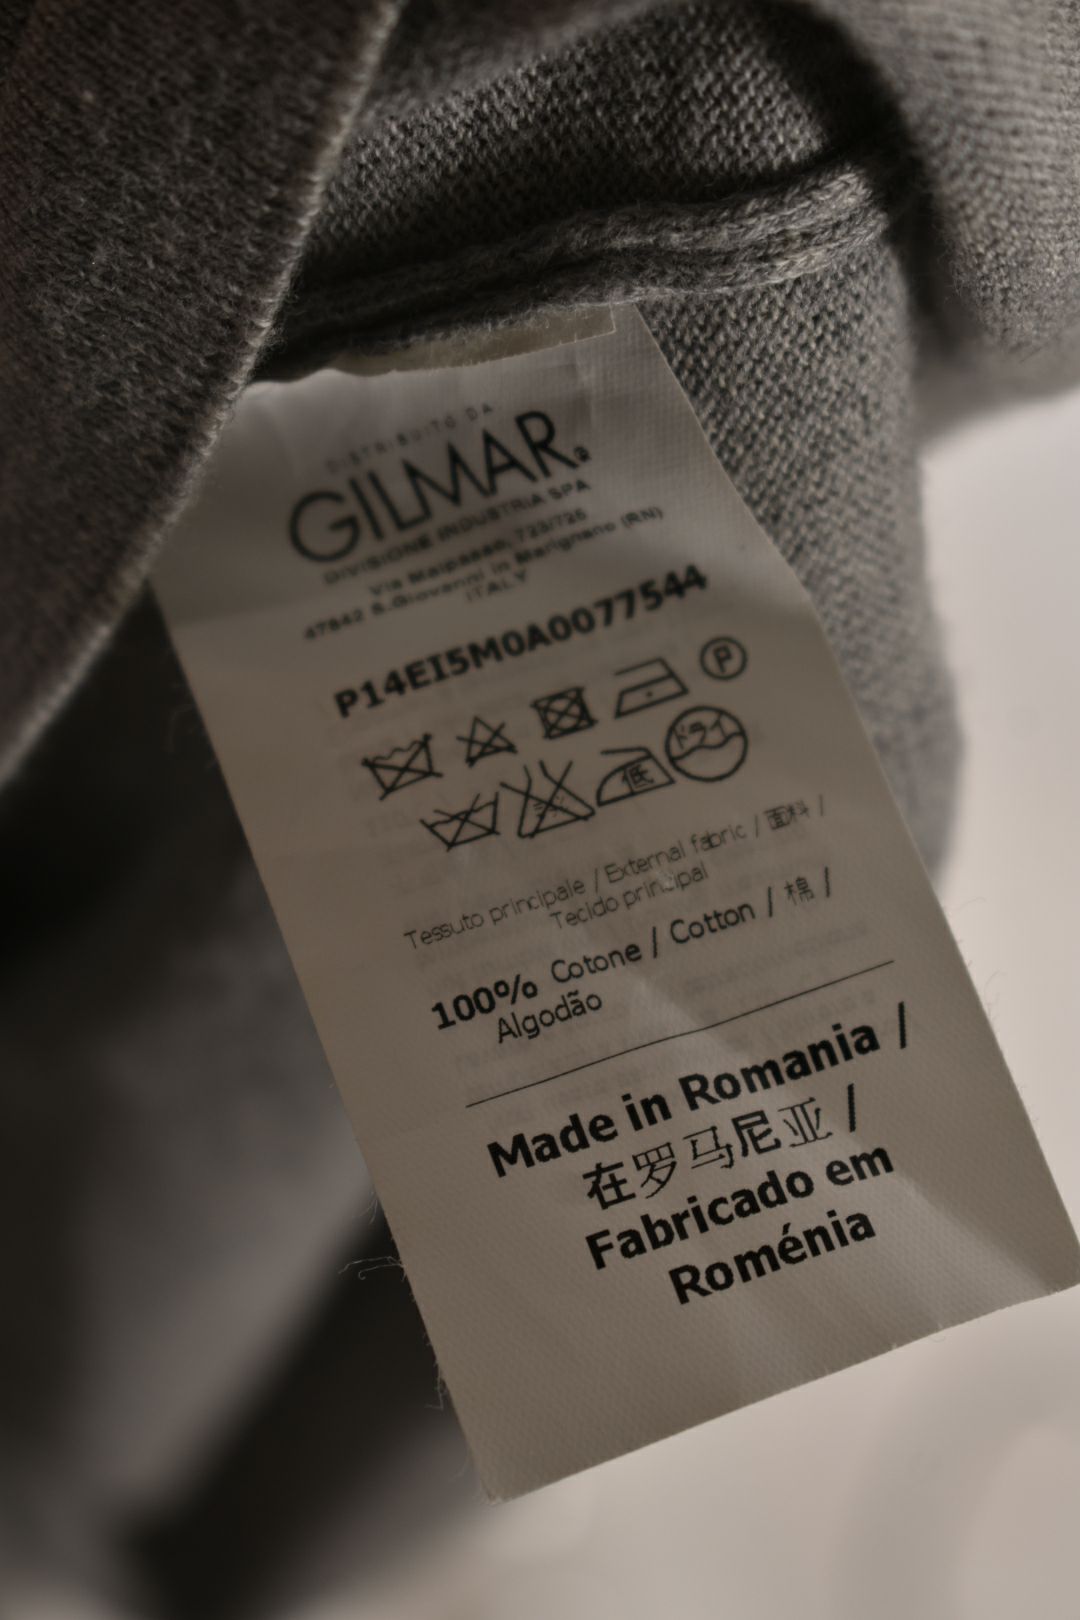 DISTRIBUITO DA
GILMAR®
DIVISIONE INDUSTRIA SPA
Via Malpasso, 723/725
47842 S.Giovanni in Marignano (RN)
ITALY
P14EI5M0A0077544
P
ドライ
低
Tessuto principale / External fabric / 面料 /
Tecido principal
100% Cotone / Cotton / 棉 /
Algodão
Made in Romania /
在罗马尼亚 /
Fabricado em
Roménia